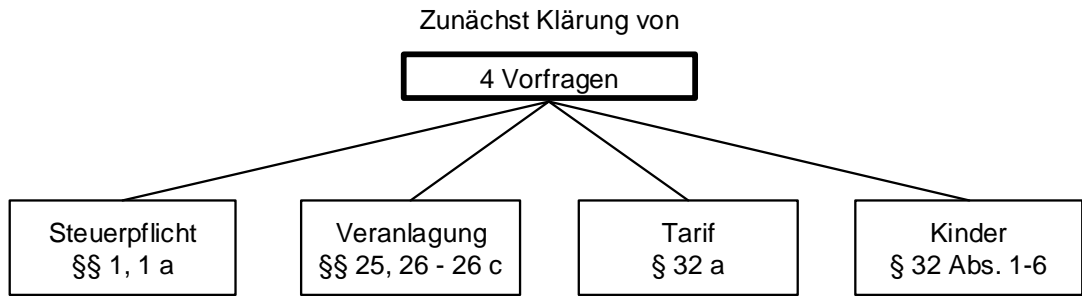 Zunächst Klärung von
4 Vorfragen
Steuerpflicht
§§ 1, 1 a
Veranlagung
§§ 25, 26 - 26 c
Tarif
§ 32 a
Kinder
§ 32 Abs. 1-6